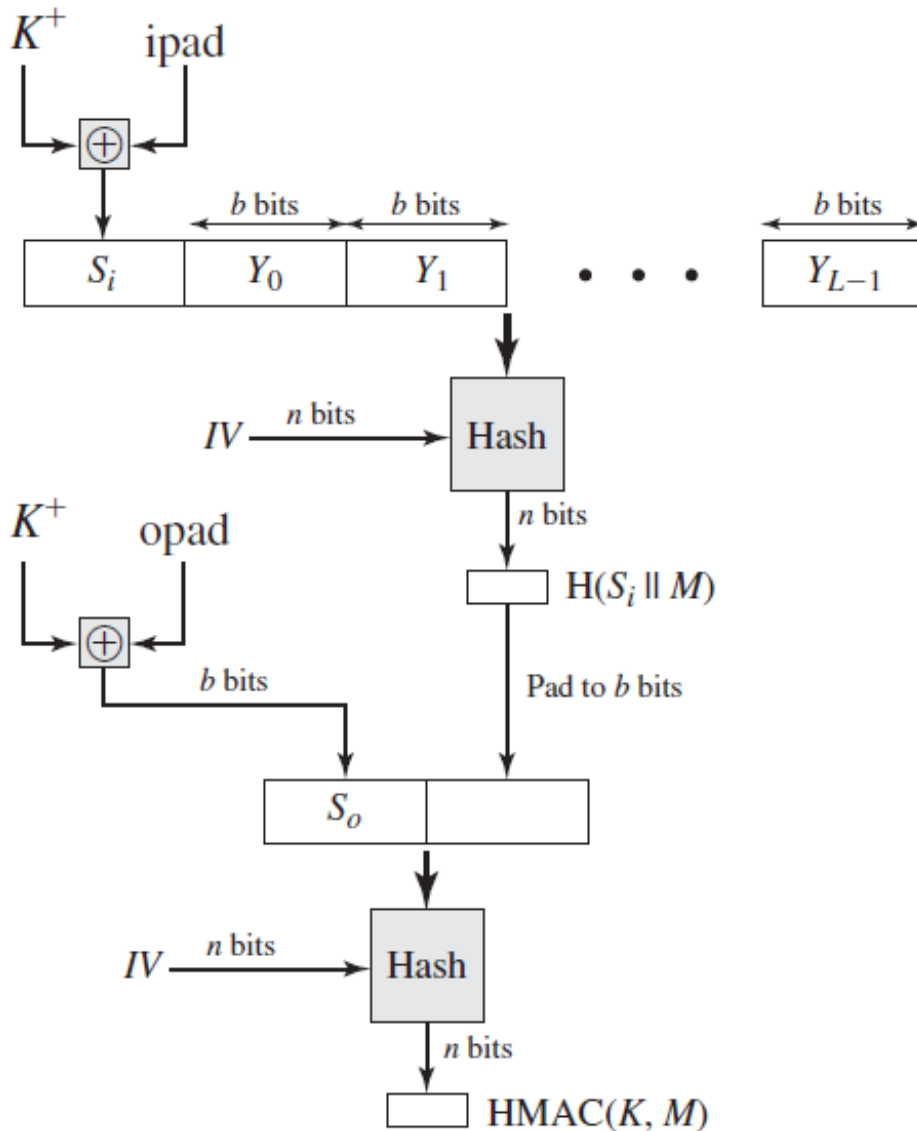 K⁺ ipad
⊕
b bits b bits b bits
Sᵢ Y₀ Y₁ • • • Y_{L−1}
IV n bits Hash
n bits
K⁺ opad
H(Sᵢ || M)
⊕
b bits Pad to b bits
Sₒ
IV n bits Hash
n bits
HMAC(K, M)